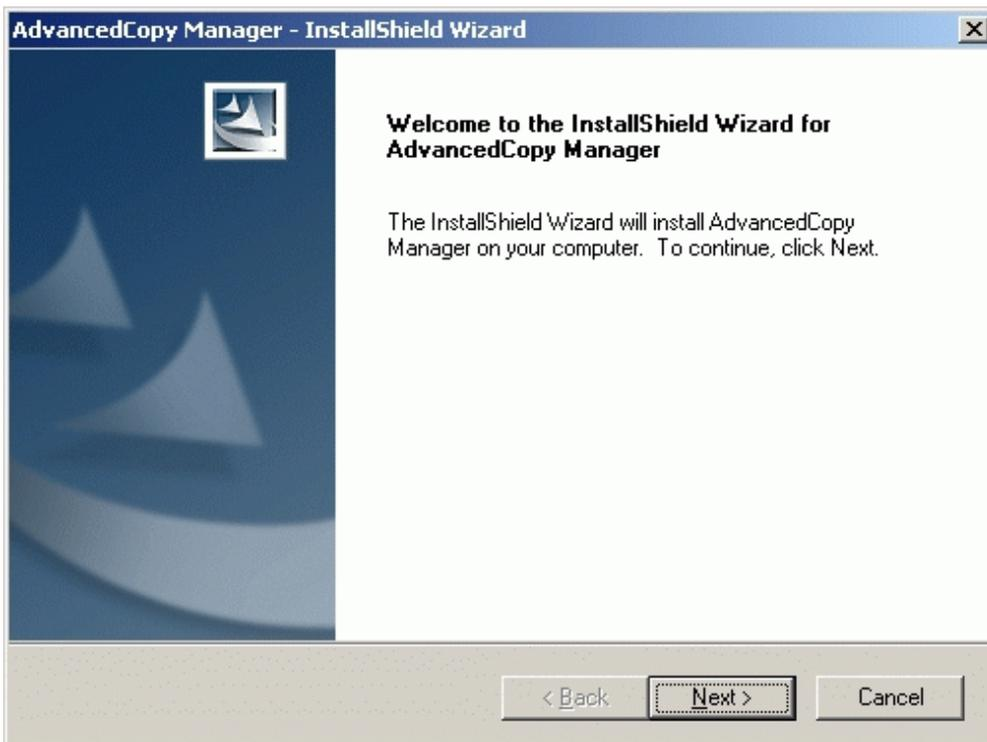 AdvancedCopy Manager - InstallShield Wizard
Welcome to the InstallShield Wizard for
AdvancedCopy Manager
The InstallShield Wizard will install AdvancedCopy
Manager on your computer.  To continue, click Next.
< Back
Next >
Cancel